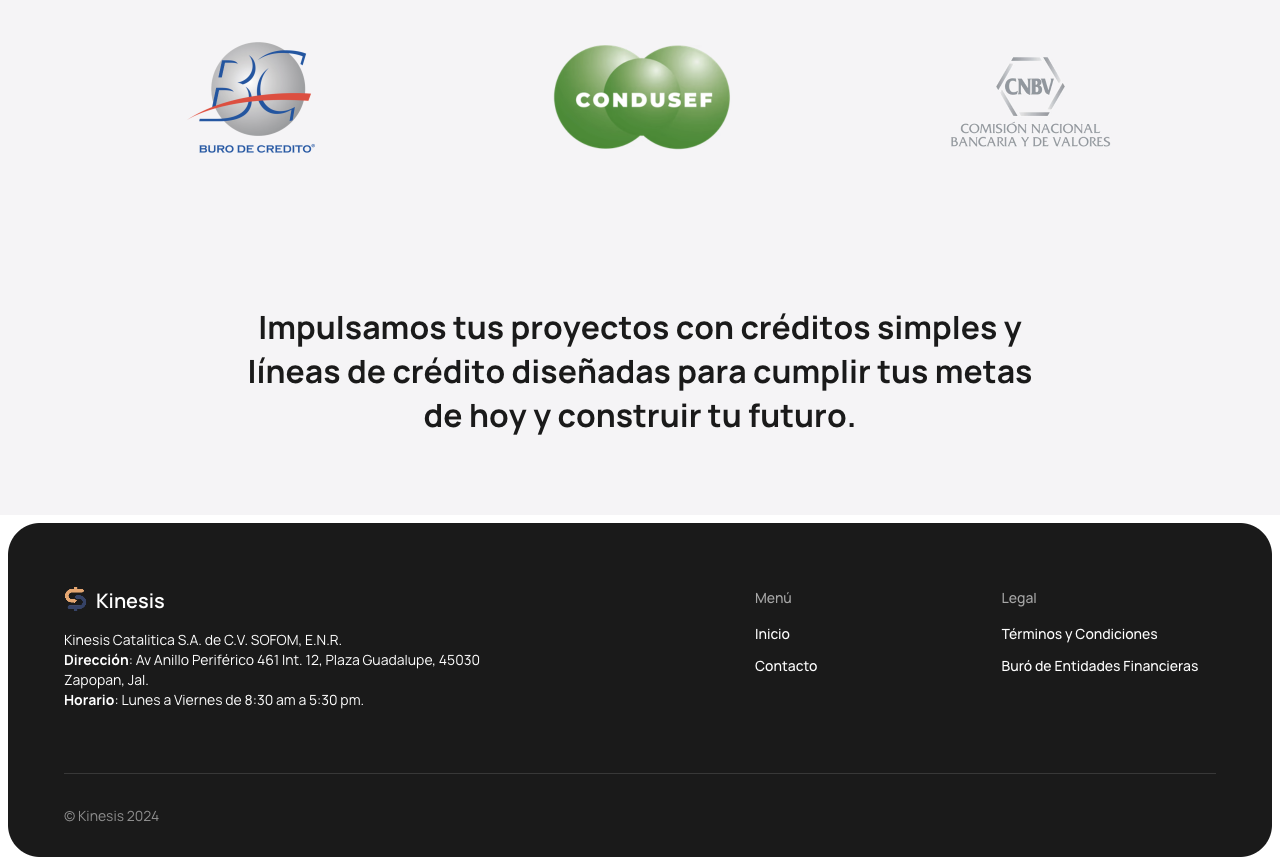 BC
BURO DE CREDITO®
CONDUSEF
CNBV
COMISIÓN NACIONAL
BANCARIA Y DE VALORES
Impulsamos tus proyectos con créditos simples y
líneas de crédito diseñadas para cumplir tus metas
de hoy y construir tu futuro.
Kinesis
Kinesis Catalitica S.A. de C.V. SOFOM, E.N.R.
Dirección: Av Anillo Periférico 461 Int. 12, Plaza Guadalupe, 45030
Zapopan, Jal.
Horario: Lunes a Viernes de 8:30 am a 5:30 pm.
Menú
Inicio
Contacto
Legal
Términos y Condiciones
Buró de Entidades Financieras
© Kinesis 2024